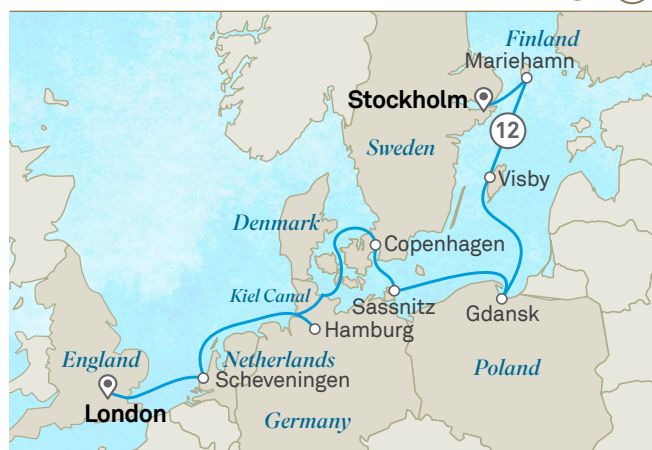 Finland
Mariehamn
Stockholm
12
Sweden
Visby
Denmark
Copenhagen
Kiel Canal
Sassnitz
Gdansk
Hamburg
England
Netherlands
Poland
Scheveningen
London
Germany